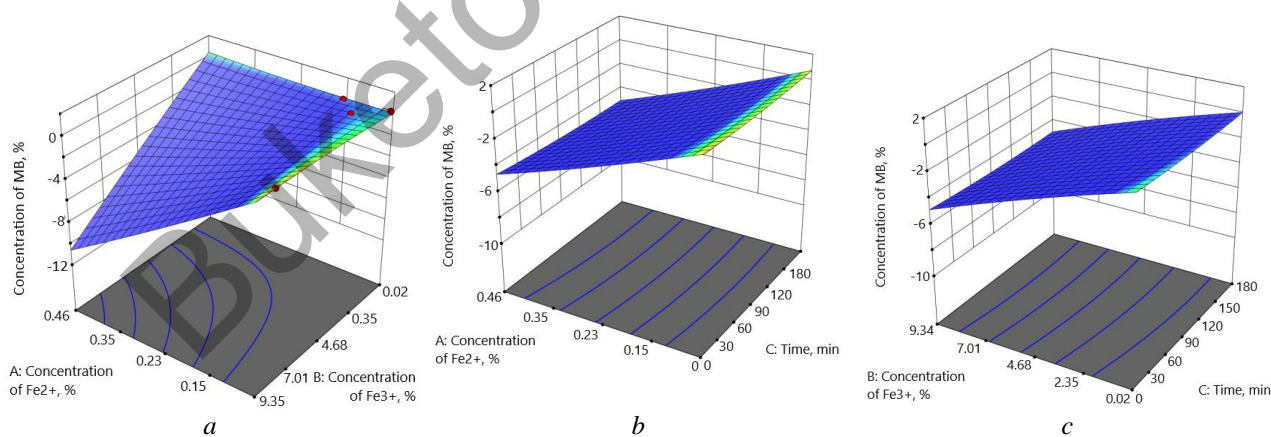 Buketo
0
-4
-8
-12
Concentration of MB, %
0.46
0.35
0.23
0.15
A: Concentration
of Fe2+, %
0.02
0.35
4.68
7.01
9.35
B: Concentration
of Fe3+, %
a
2
-2
-6
-10
Concentration of MB, %
0.46
0.35
0.23
0.15
0
A: Concentration
of Fe2+, %
180
120
90
60
30
0
C: Time, min
b
2
-2
-6
-10
Concentration of MB, %
9.34
7.01
4.68
2.35
0.02
B: Concentration
of Fe3+, %
180
150
120
90
60
30
0
C: Time, min
c